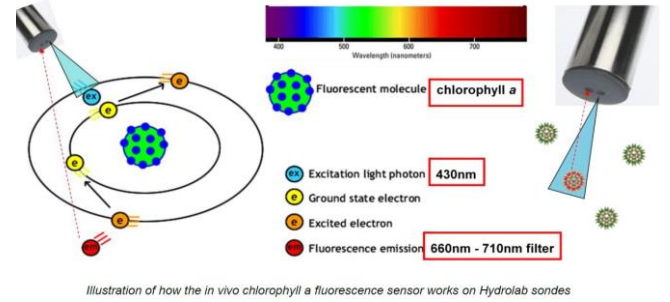 400 500 600 700
Wavelength (nanometers)
Fluorescent molecule chlorophyll a
ex
e
e
e
e
em
ex Excitation light photon 430nm
e Ground state electron
e Excited electron
em Fluorescence emission 660nm - 710nm filter
Illustration of how the in vivo chlorophyll a fluorescence sensor works on Hydrolab sondes